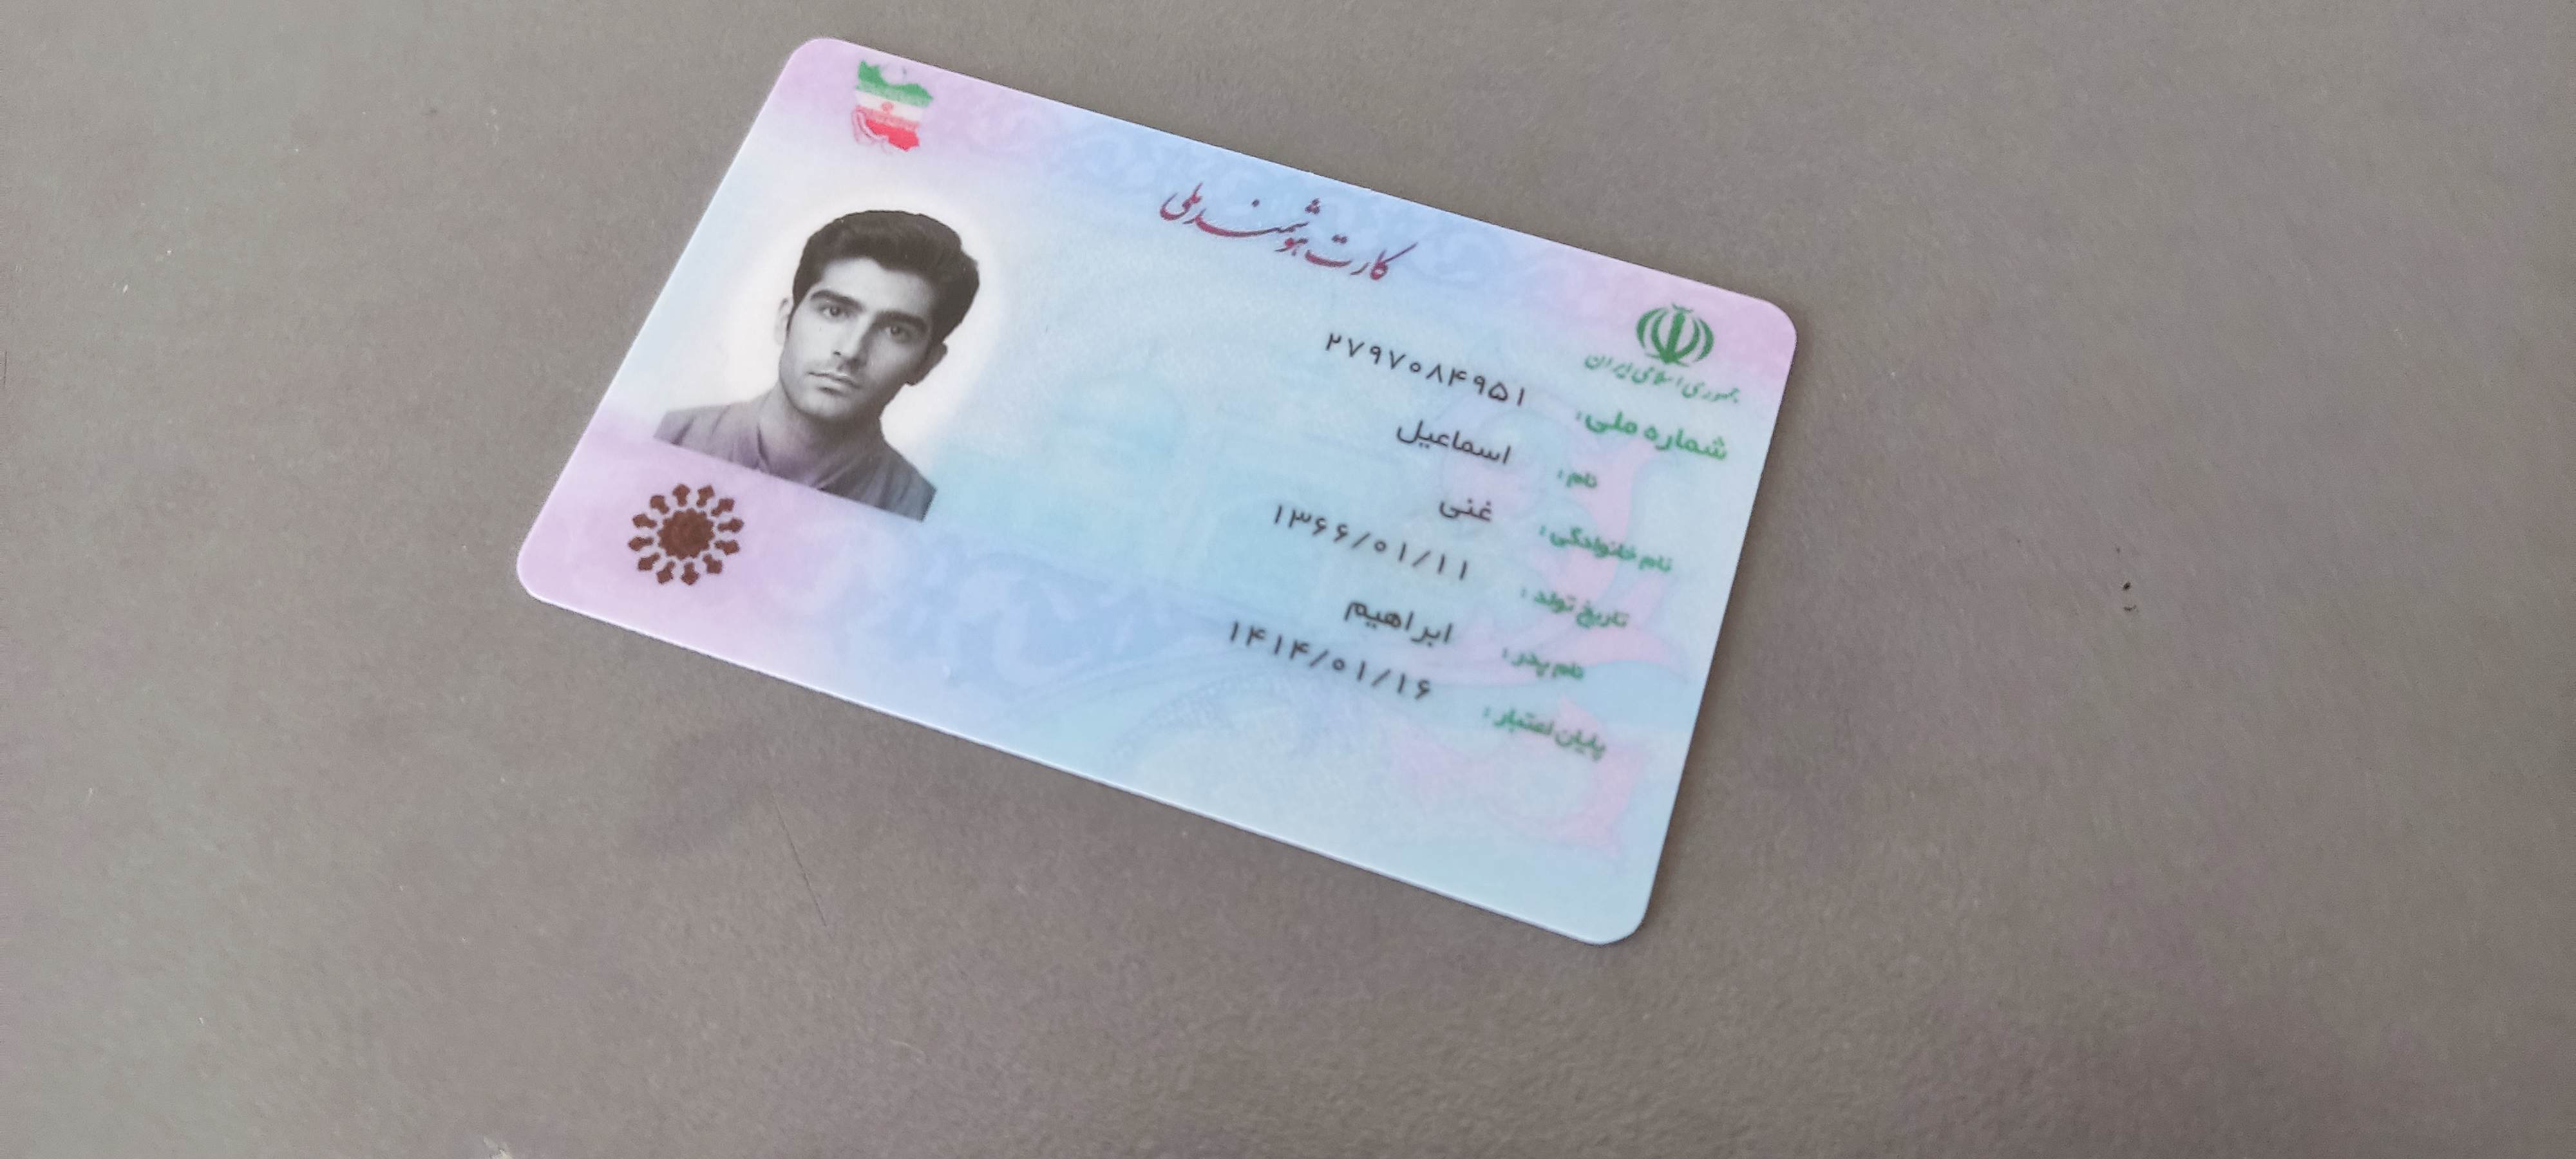 کارت هوشمند ملی
جمهوری اسلامی ایران
شماره ملی: ۲۷۹۷۰۸۴۹۵۱
نام: اسماعیل
نام خانوادگی: غنی
تاریخ تولد: ۱۳۶۶/۰۱/۱۱
نام پدر: ابراهیم
پایان اعتبار: ۱۴۱۴/۰۱/۱۶